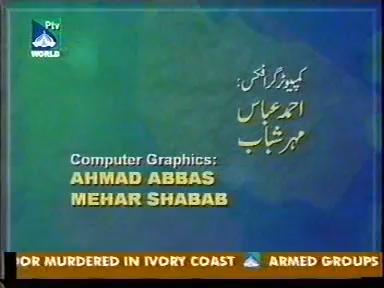 Ptv
WORLD
کمپیوٹر گرافکس:
احمد عباس
مہر شباب
Computer Graphics:
AHMAD ABBAS
MEHAR SHABAB
OOR MURDERED IN IVORY COAST ARMED GROUPS